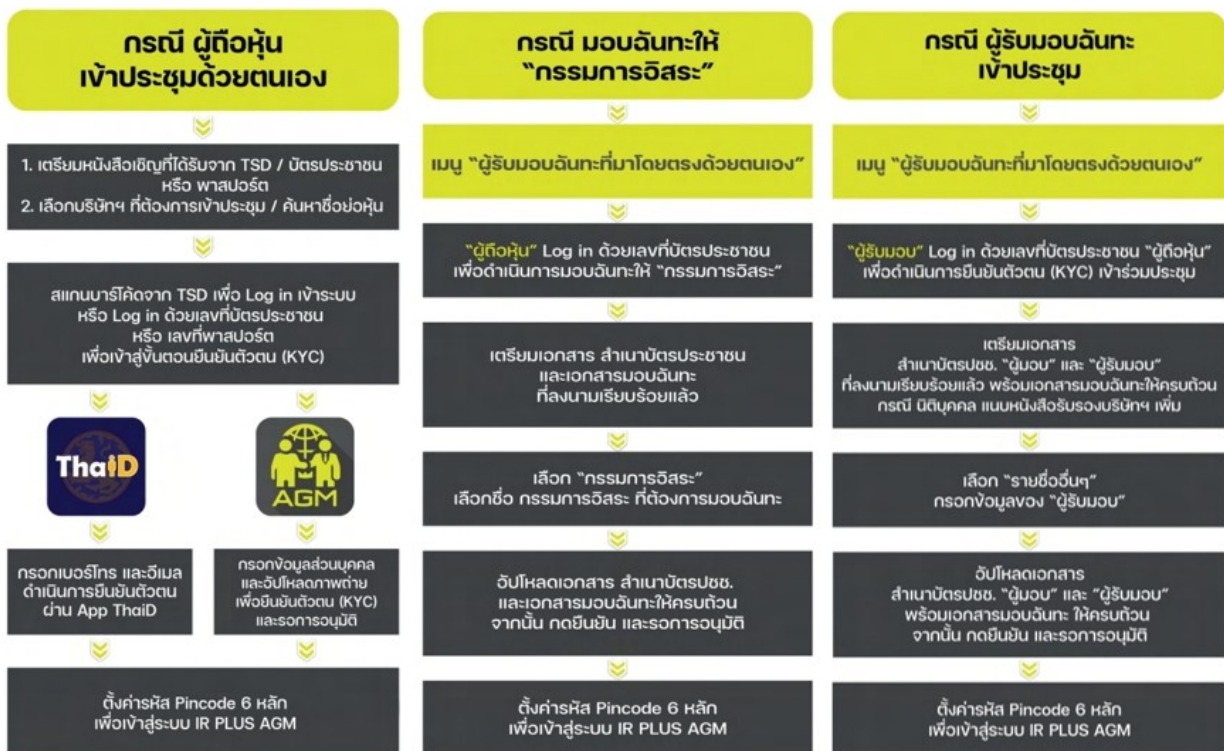 กรณี ผู้ถือหุ้น
เข้าประชุมด้วยตนเอง
1. เตรียมหนังสือเชิญที่ได้รับจาก TSD / บัตรประชาชน
หรือ พาสปอร์ต
2. เลือกบริษัทฯ ที่ต้องการเข้าประชุม / ค้นหาชื่อย่อหุ้น
สแกนบาร์โค้ดจาก TSD เพื่อ Log in เข้าระบบ
หรือ Log in ด้วยเลขที่บัตรประชาชน
หรือ เลขที่พาสปอร์ต
เพื่อเข้าสู่ขั้นตอนยืนยันตัวตน (KYC)
ThaiD
กรอกเบอร์โทร และอีเมล
ดำเนินการยืนยันตัวตน
ผ่าน App ThaiD
AGM
กรอกข้อมูลส่วนบุคคล
และอัปโหลดภาพถ่าย
เพื่อยืนยันตัวตน (KYC)
และรอการอนุมัติ
ตั้งค่ารหัส Pincode 6 หลัก
เพื่อเข้าสู่ระบบ IR PLUS AGM
กรณี มอบฉันทะให้
“กรรมการอิสระ”
เมนู “ผู้รับมอบฉันทะที่มาโดยตรงด้วยตนเอง”
“ผู้ถือหุ้น” Log in ด้วยเลขที่บัตรประชาชน
เพื่อดำเนินการมอบฉันทะให้ “กรรมการอิสระ”
เตรียมเอกสาร สำเนาบัตรประชาชน
และเอกสารมอบฉันทะ
ที่ลงนามเรียบร้อยแล้ว
เลือก “กรรมการอิสระ”
เลือกชื่อ กรรมการอิสระ ที่ต้องการมอบฉันทะ
อัปโหลดเอกสาร สำเนาบัตรปชช.
และเอกสารมอบฉันทะให้ครบถ้วน
จากนั้น กดยืนยัน และรอการอนุมัติ
ตั้งค่ารหัส Pincode 6 หลัก
เพื่อเข้าสู่ระบบ IR PLUS AGM
กรณี ผู้รับมอบฉันทะ
เข้าประชุม
เมนู “ผู้รับมอบฉันทะที่มาโดยตรงด้วยตนเอง”
“ผู้รับมอบ” Log in ด้วยเลขที่บัตรประชาชน “ผู้ถือหุ้น”
เพื่อดำเนินการยืนยันตัวตน (KYC) เข้าร่วมประชุม
เตรียมเอกสาร
สำเนาบัตรปชช. “ผู้มอบ” และ “ผู้รับมอบ”
ที่ลงนามเรียบร้อยแล้ว พร้อมเอกสารมอบฉันทะให้ครบถ้วน
กรณี นิติบุคคล แนบหนังสือรับรองบริษัทฯ เพิ่ม
เลือก “รายชื่ออื่นๆ”
กรอกข้อมูลของ “ผู้รับมอบ”
อัปโหลดเอกสาร
สำเนาบัตรปชช. “ผู้มอบ” และ “ผู้รับมอบ”
พร้อมเอกสารมอบฉันทะ ให้ครบถ้วน
จากนั้น กดยืนยัน และรอการอนุมัติ
ตั้งค่ารหัส Pincode 6 หลัก
เพื่อเข้าสู่ระบบ IR PLUS AGM